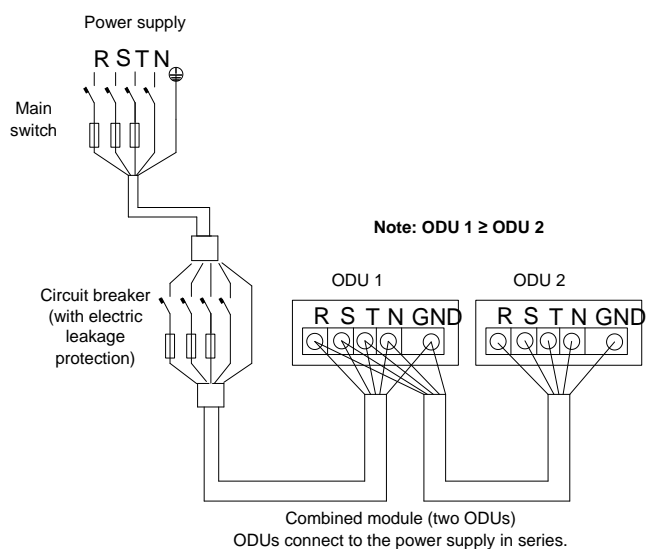 Power supply
R S T N
Main
switch
Note: ODU 1 ≥ ODU 2
Circuit breaker
(with electric
leakage
protection)
ODU 1
ODU 2
R S T N GND
R S T N GND
Combined module (two ODUs)
ODUs connect to the power supply in series.